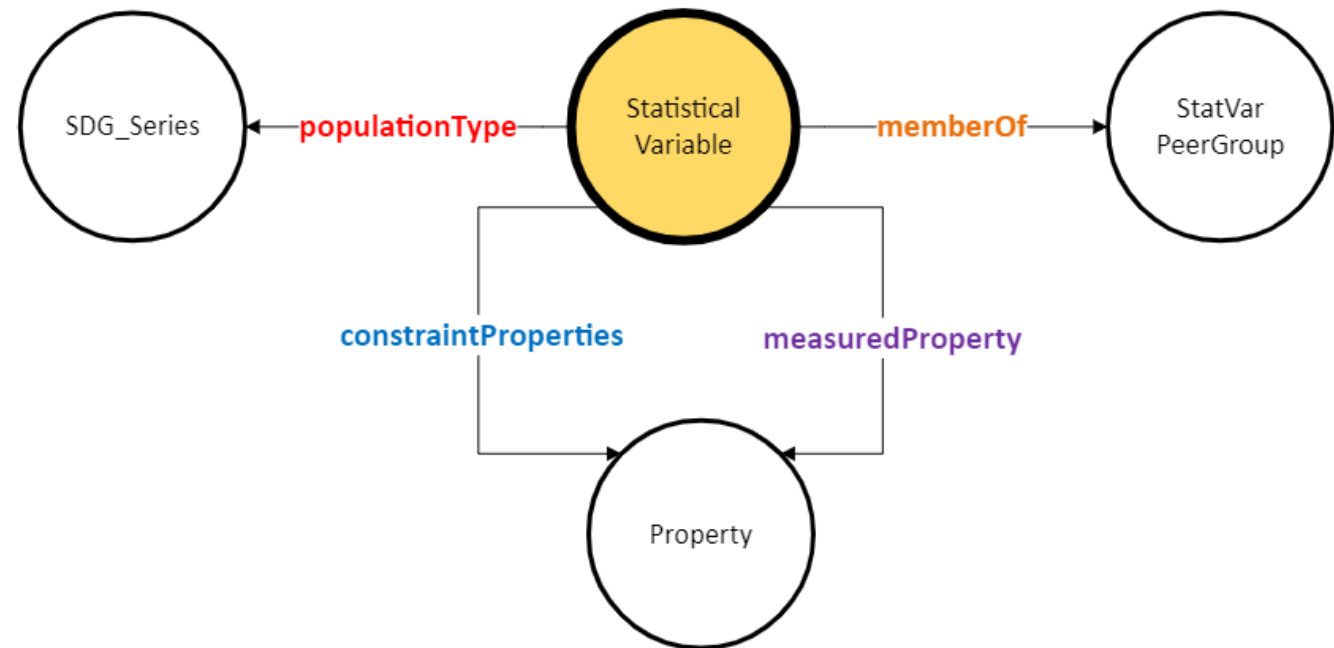 SDG_Series
populationType
Statistical
Variable
memberOf
StatVar
PeerGroup
constraintProperties
measuredProperty
Property